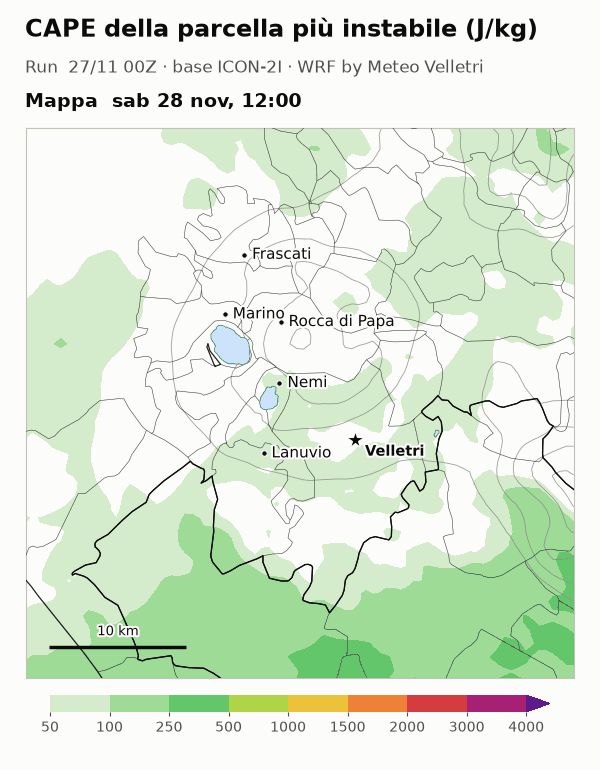 CAPE della parcella più instabile (J/kg)
Run  27/11 00Z · base ICON-2I · WRF by Meteo Velletri
Mappa  sab 28 nov, 12:00
Frascati
Marino
Rocca di Papa
Nemi
Velletri
Lanuvio
10 km
50 100 250 500 1000 1500 2000 3000 4000